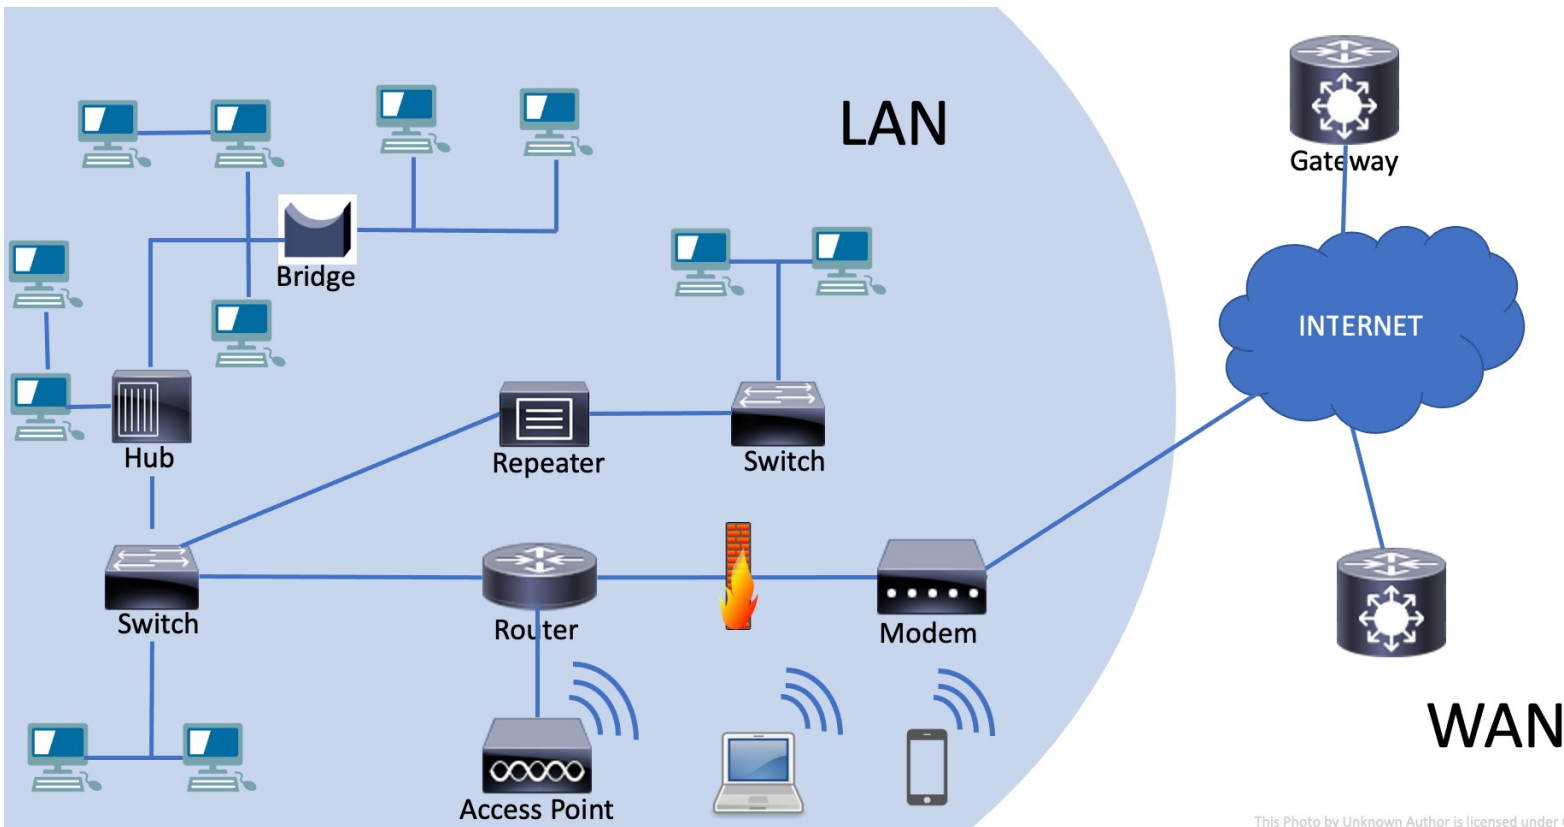 LAN
Gateway
Bridge
INTERNET
Hub
Repeater
Switch
Switch
Router
Modem
WAN
Access Point
This Photo by Unknown Author is licensed under